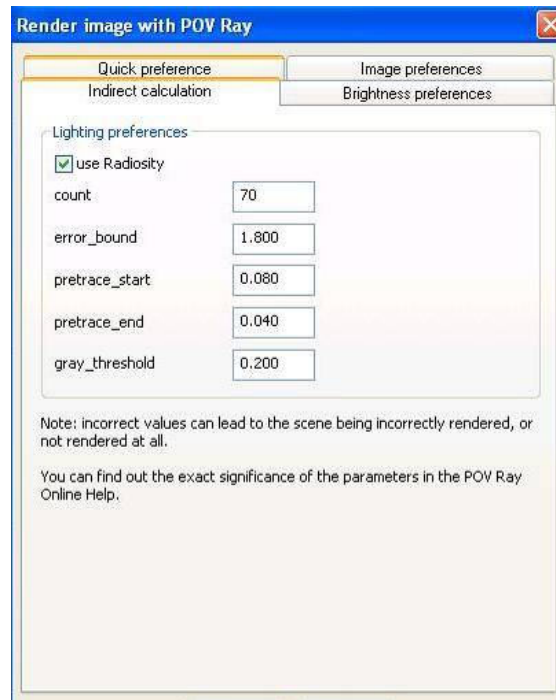 Render image with POV Ray
Quick preference
Image preferences
Indirect calculation
Brightness preferences
Lighting preferences
use Radiosity
count 70
error_bound 1.800
pretrace_start 0.080
pretrace_end 0.040
gray_threshold 0.200
Note: incorrect values can lead to the scene being incorrectly rendered, or
not rendered at all.
You can find out the exact significance of the parameters in the POV Ray
Online Help.